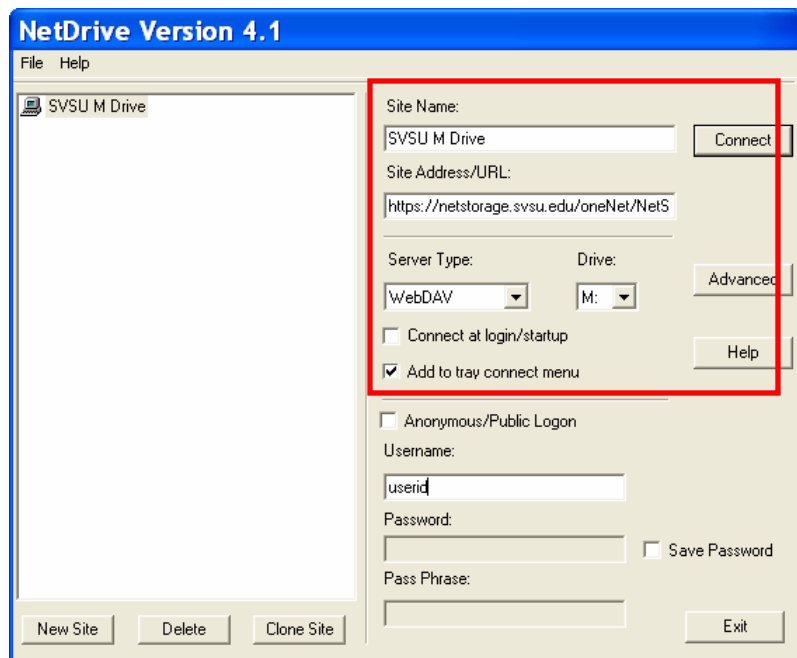 NetDrive Version 4.1
File Help
SVSU M Drive
Site Name:
SVSU M Drive
Connect
Site Address/URL:
https://netstorage.svsu.edu/oneNet/NetS
Server Type:
Drive:
Advanced
WebDAV
M:
Connect at login/startup
Help
Add to tray connect menu
Anonymous/Public Logon
Username:
userid
Password:
Save Password
Pass Phrase:
New Site
Delete
Clone Site
Exit